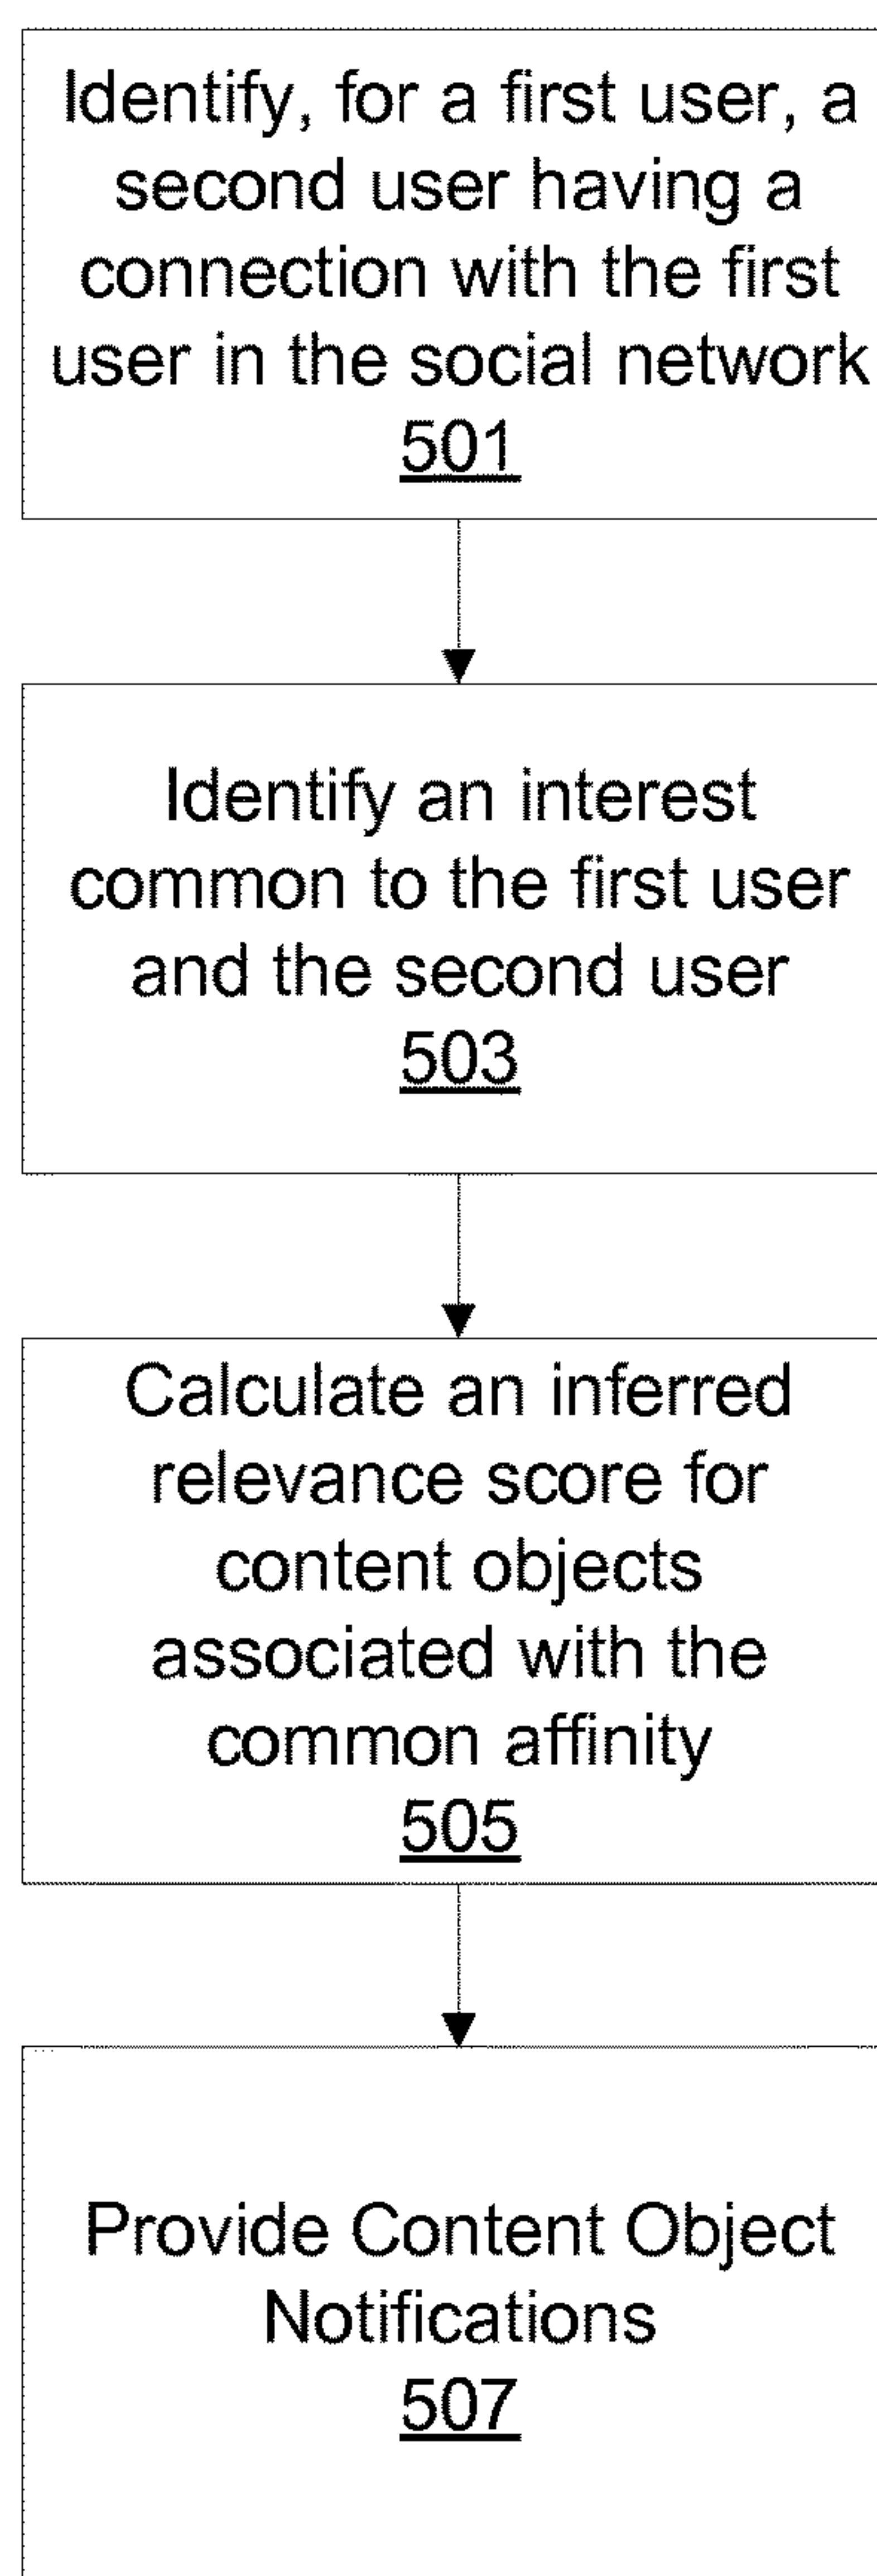 Identify, for a first user, a
second user having a
connection with the first
user in the social network
501
Identify an interest
common to the first user
and the second user
503
Calculate an inferred
relevance score for
content objects
associated with the
common affinity
505
Provide Content Object
Notifications
507